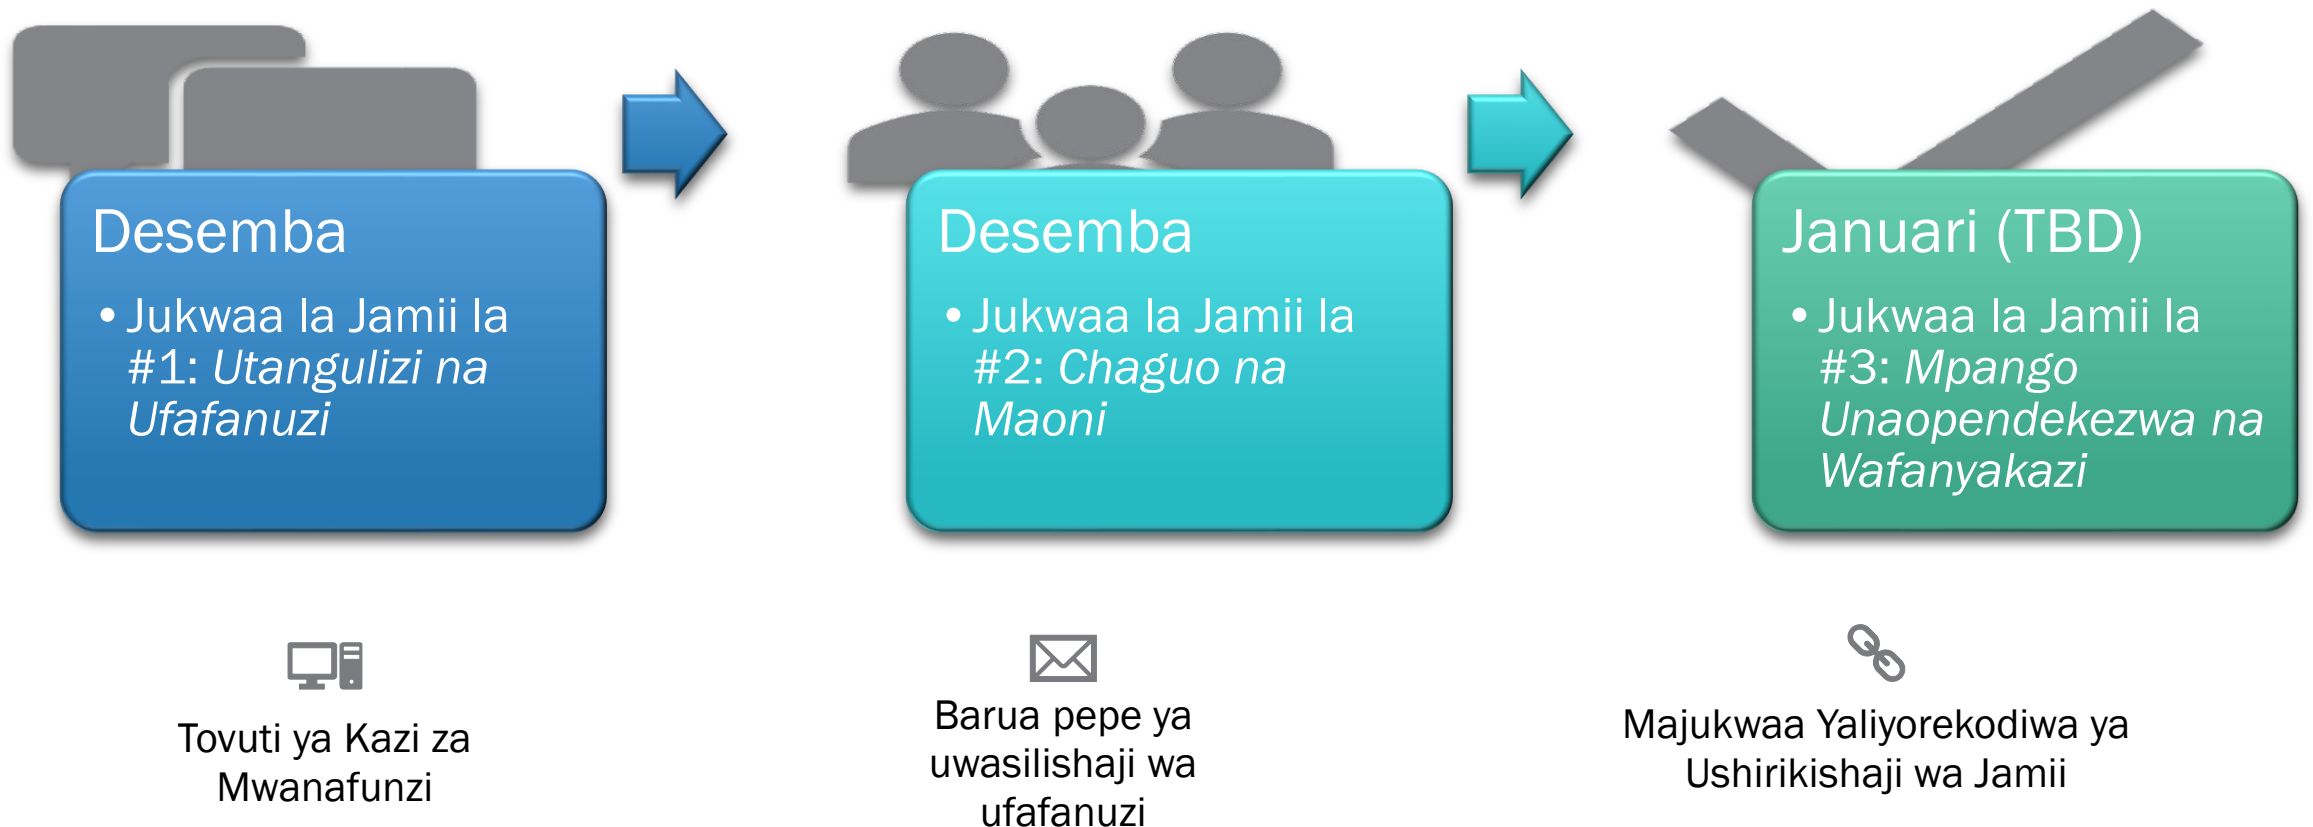 Desemba
• Jukwaa la Jamii la
#1: Utangulizi na
Ufafanuzi
Desemba
• Jukwaa la Jamii la
#2: Chaguo na
Maoni
Januari (TBD)
• Jukwaa la Jamii la
#3: Mpango
Unaopendekezwa na
Wafanyakazi
Tovuti ya Kazi za
Mwanafunzi
Barua pepe ya
uwasilishaji wa
ufafanuzi
Majukwaa Yaliyorekodiwa ya
Ushirikishaji wa Jamii